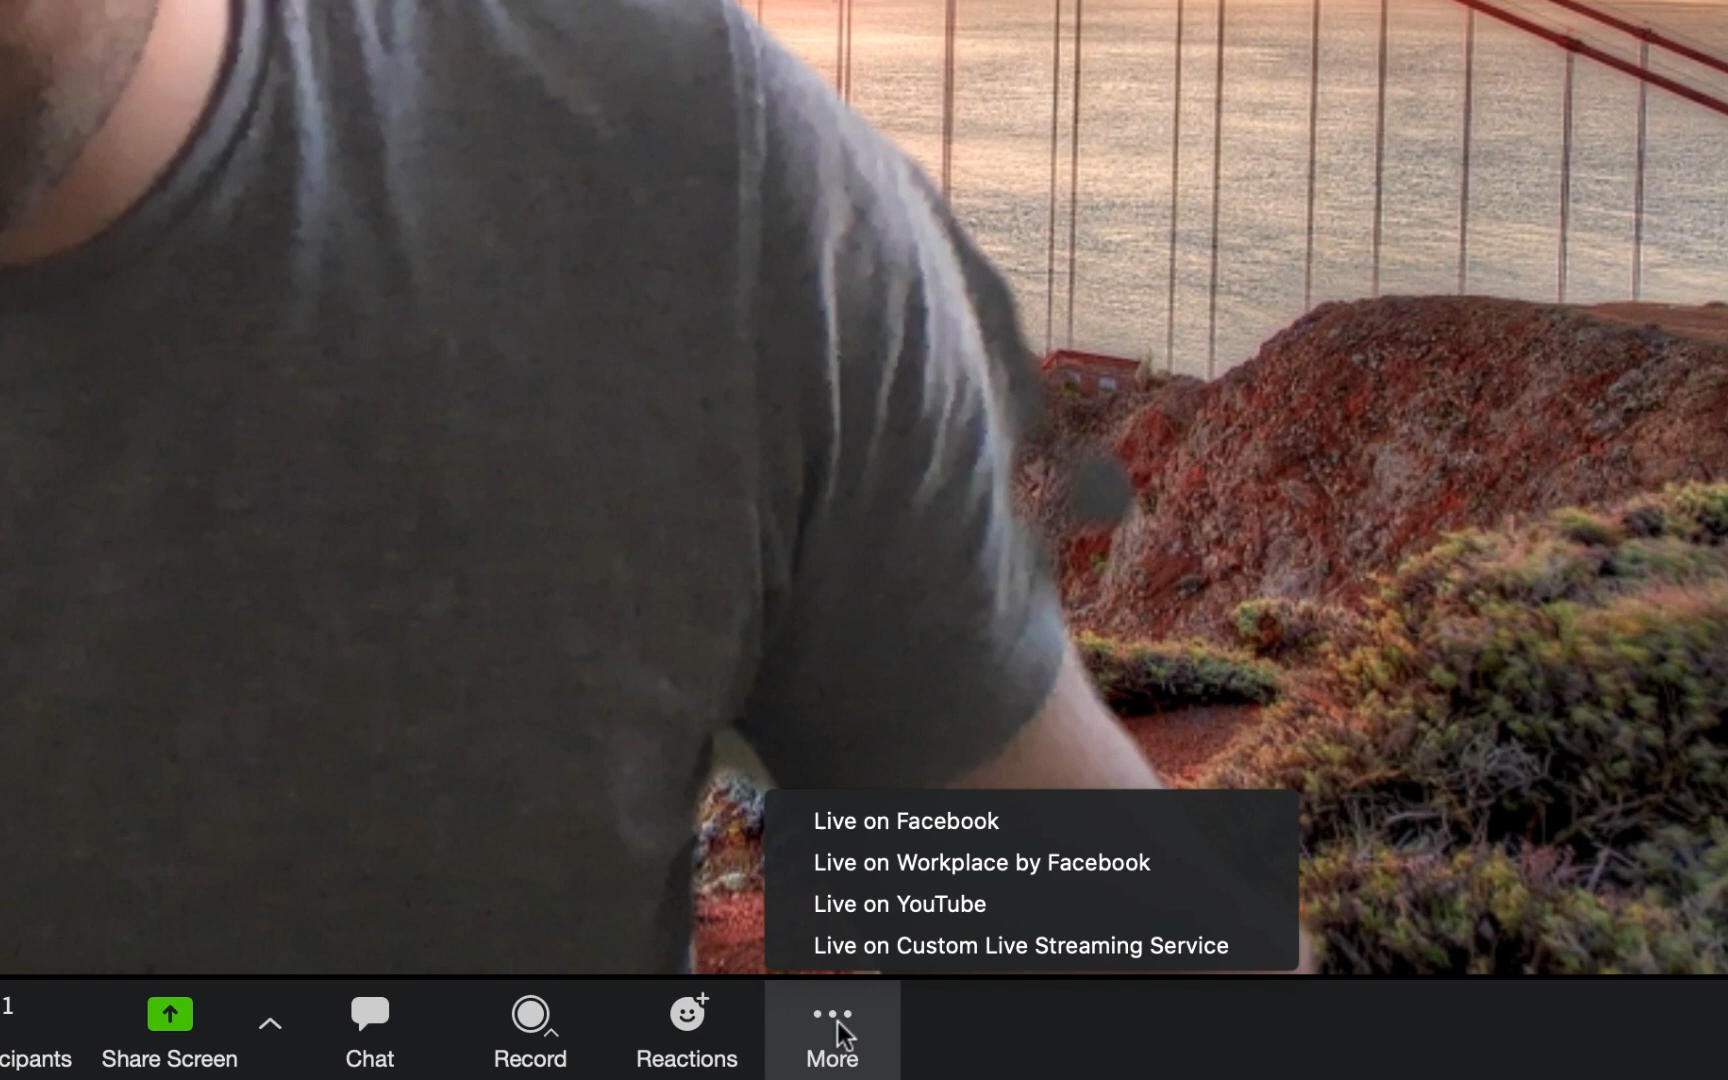 Live on Facebook
Live on Workplace by Facebook
Live on YouTube
Live on Custom Live Streaming Service
1
cipants
Share Screen
Chat
Record
Reactions
More